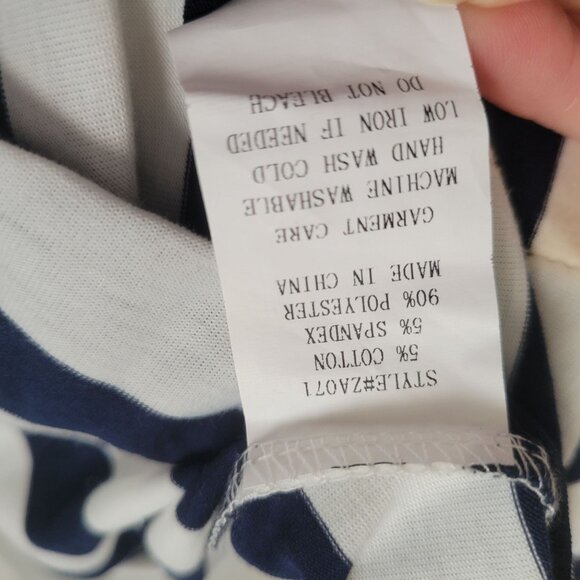 STYLE#ZA071
5% COTTON
5% SPANDEX
90% POLYESTER
MADE IN CHINA
GARMENT CARE
MACHINE WASHABLE
HAND WASH COLD
LOW IRON IF NEEDED
DO NOT BLEACH